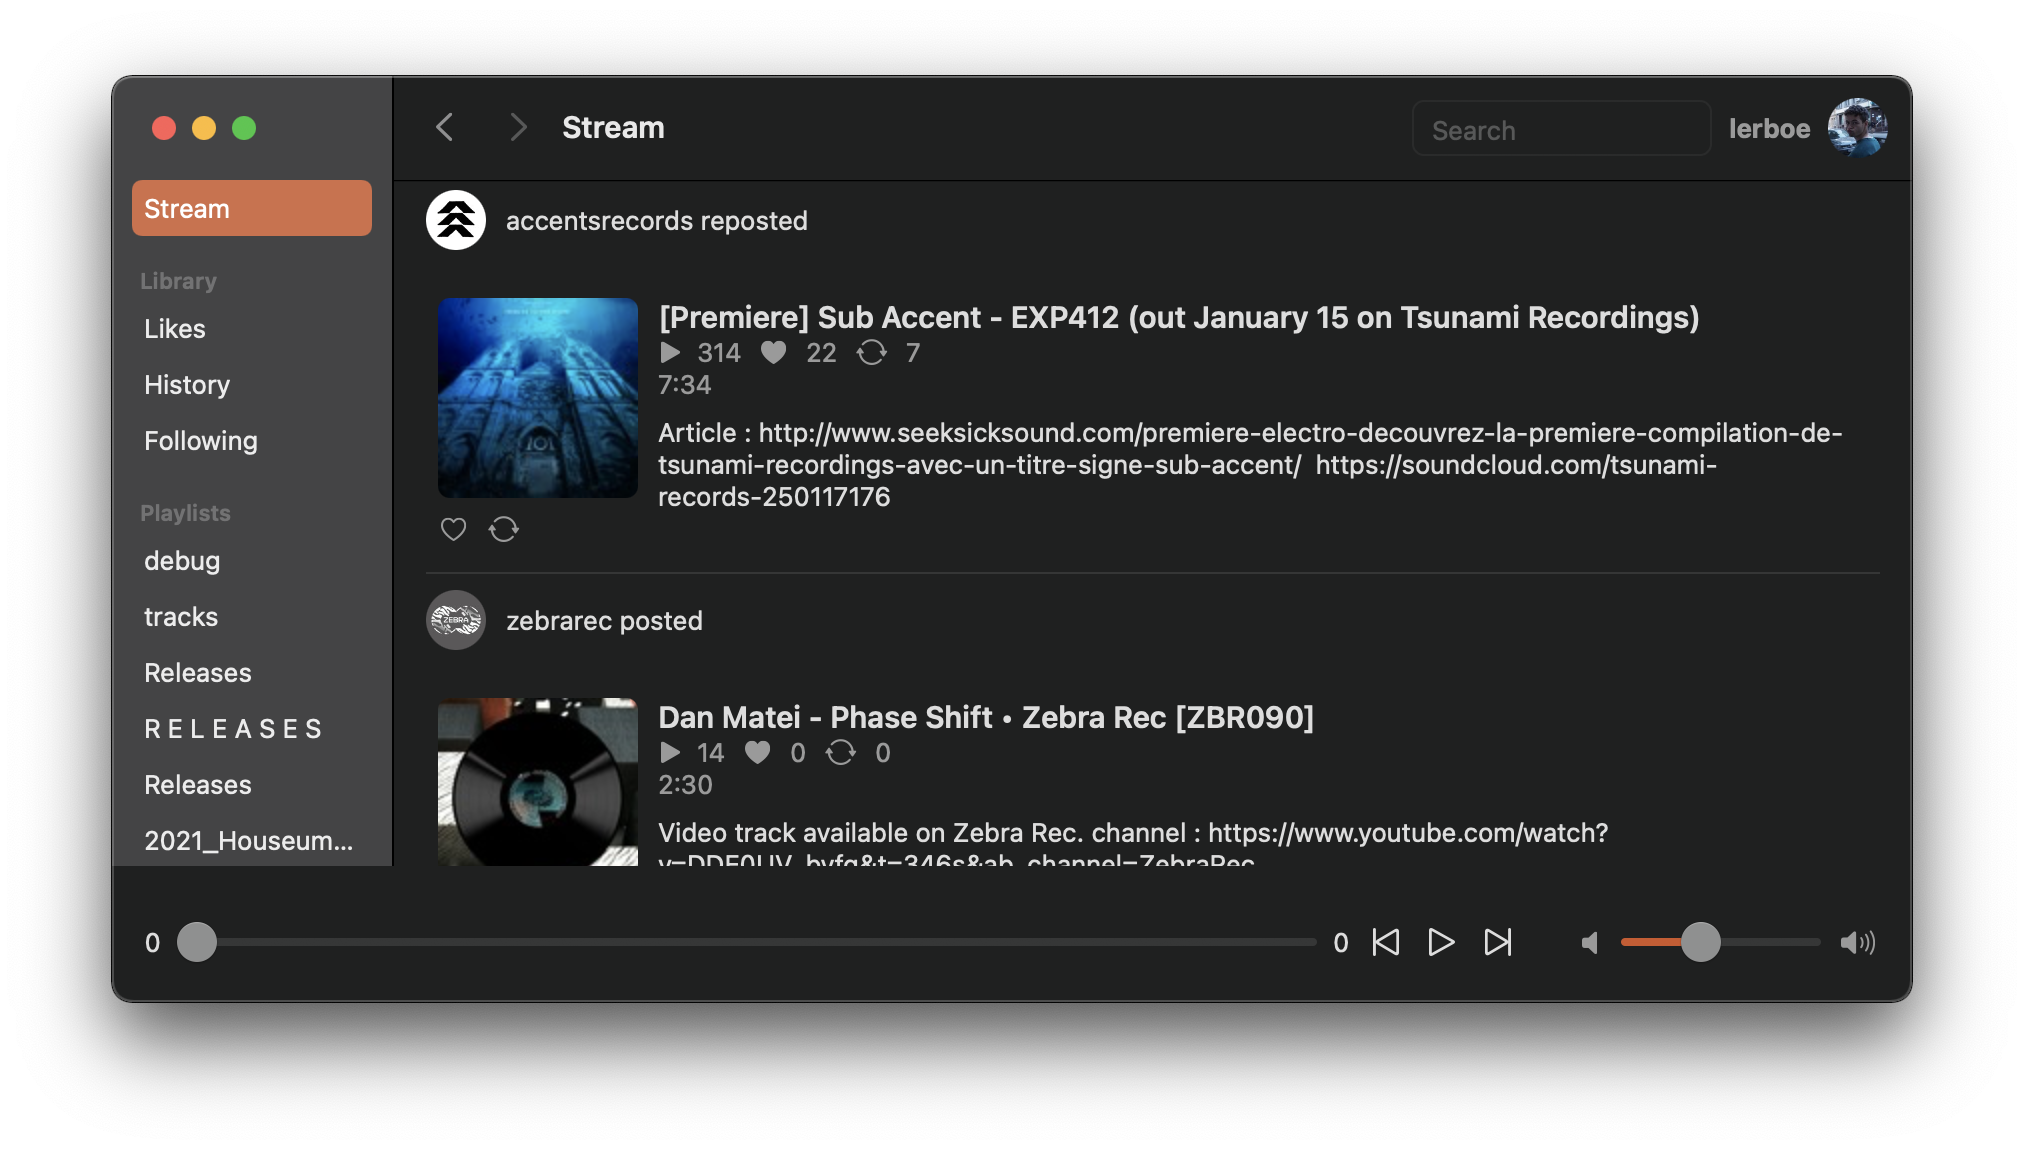 Stream
Search
lerboe
Stream
Library
Likes
History
Following
Playlists
debug
tracks
Releases
R E L E A S E S
Releases
2021_Houseum...
accentsrecords reposted
[Premiere] Sub Accent - EXP412 (out January 15 on Tsunami Recordings)
314 22 7
7:34
Article : http://www.seeksicksound.com/premiere-electro-decouvrez-la-premiere-compilation-de-
tsunami-recordings-avec-un-titre-signe-sub-accent/ https://soundcloud.com/tsunami-
records-250117176
ZEBRA
zebrarec posted
Dan Matei - Phase Shift • Zebra Rec [ZBR090]
14 0 0
2:30
Video track available on Zebra Rec. channel : https://www.youtube.com/watch?
0
0